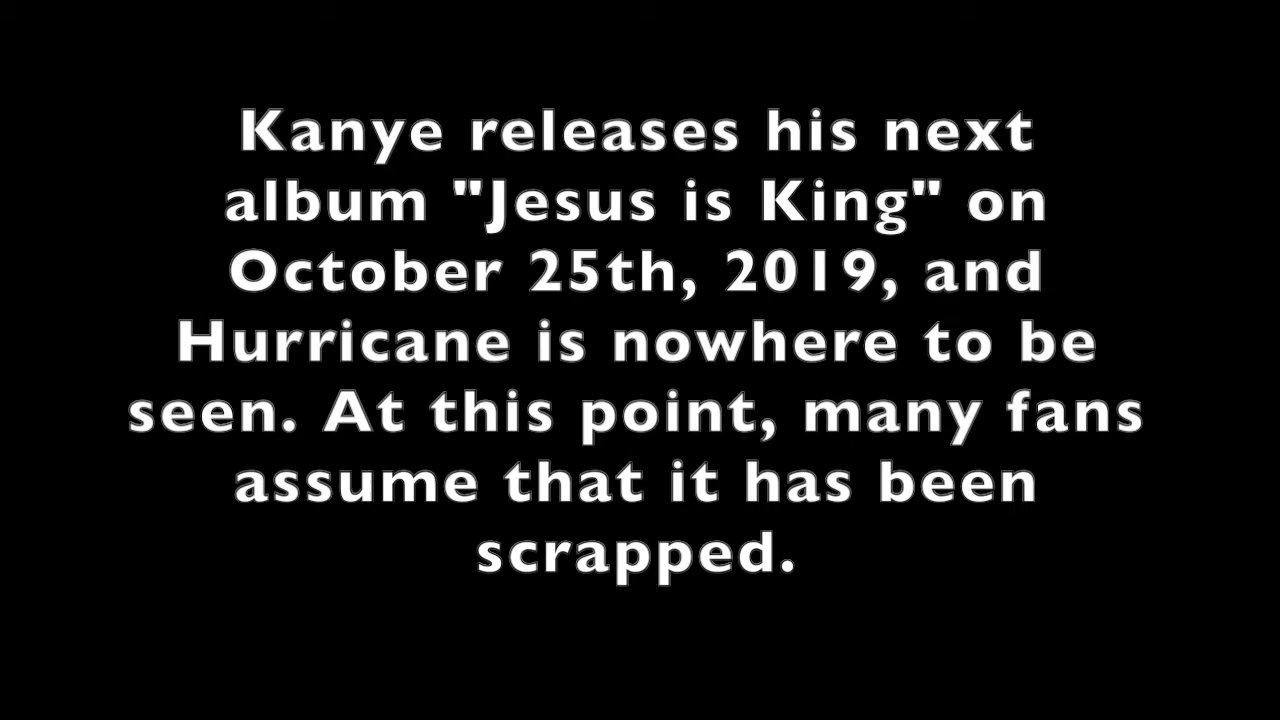 Kanye releases his next
album "Jesus is King" on
October 25th, 2019, and
Hurricane is nowhere to be
seen. At this point, many fans
assume that it has been
scrapped.